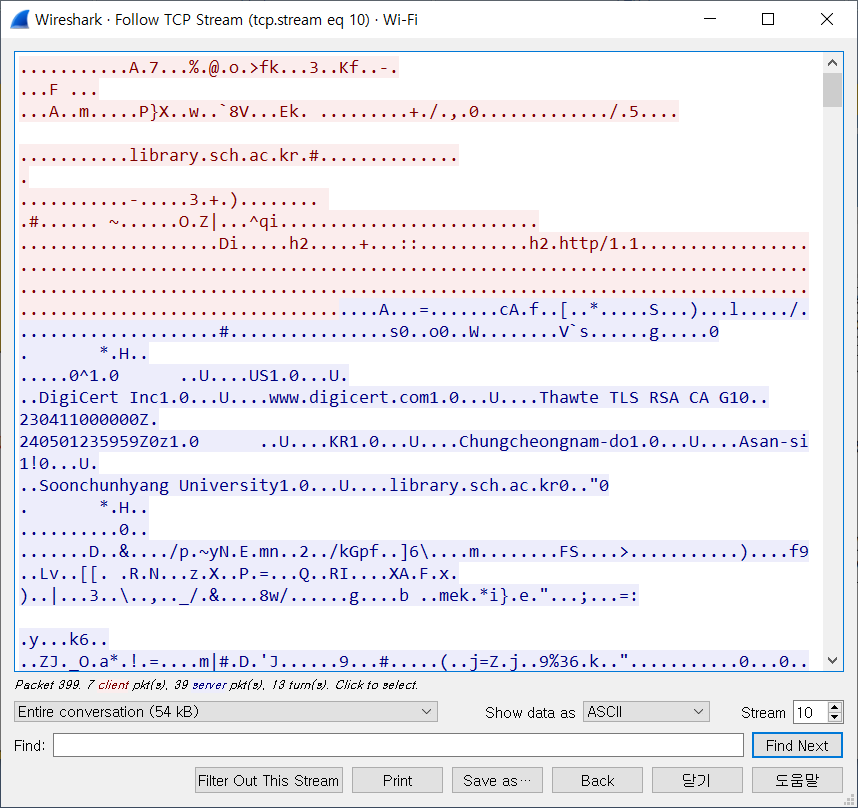 Wireshark · Follow TCP Stream (tcp.stream eq 10) · Wi-Fi
...........A.7...%.@.o.>fk...3..Kf..-.
...F ...
...A..m.....P}X..w..`8V...Ek. .........+./.,.0............./.5....
...........library.sch.ac.kr.#..............
.
...........-.....3.+.)........
.#...... ~......O.Z|...^qi..........................
....................Di.....h2.....+...::...........h2.http/1.1.................
...............................................................................
...............................................................................
....................................A...=.......cA.f..[..*.....S...)...l...../.
....................#................s0..o0..W........V`s......g.....0
. *.H..
.....0^1.0 ..U....US1.0...U.
..DigiCert Inc1.0...U....www.digicert.com1.0...U....Thawte TLS RSA CA G10..
230411000000Z.
240501235959Z0z1.0 ..U....KR1.0...U....Chungcheongnam-do1.0...U....Asan-si
1!0...U.
..Soonchunhyang University1.0...U....library.sch.ac.kr0.."0
. *.H..
..........0..
.......D..&..../p.~yN.E.mn..2../kGpf..]6\....m........FS....>...........)....f9
..Lv..[[. .R.N...z.X..P.=...Q..RI....XA.F.x.
)..|...3..\..,.._/.&....8w/......g....b ..mek.*i}.e."...;...=:
.y...k6..
..ZJ._O.a*.!.=....m|#.D.'J......9...#.....(..j=Z.j..9%36.k.."...........0...0..
Packet 399. 7 client pkt(s), 39 server pkt(s), 13 turn(s). Click to select.
Entire conversation (54 kB) Show data as ASCII Stream 10
Find: Find Next
Filter Out This Stream Print Save as… Back 닫기 도움말